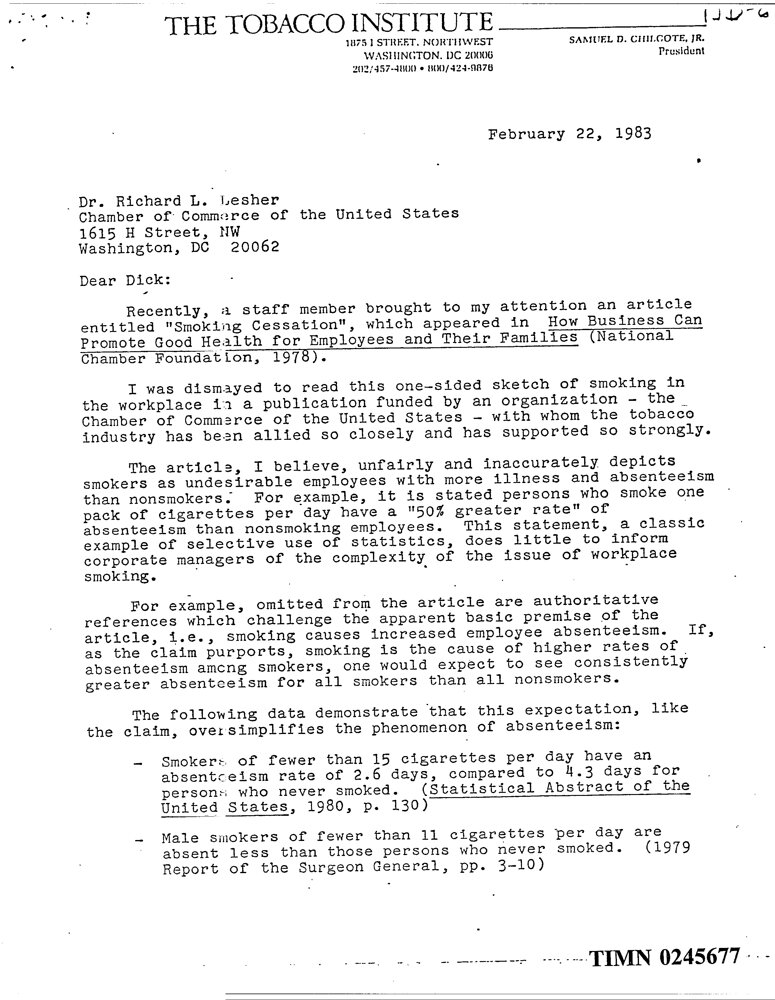 THE TOBACCO INSTITUTE
1875 I STREET, NORTHWEST
WASHINGTON, DC 20006
202/457-4800 • 800/424-9876
SAMUEL D. CHILCOTE, JR.
President
February 22, 1983
Dr. Richard L. Lesher
Chamber of Commerce of the United States
1615 H Street, NW
Washington, DC 20062
Dear Dick:
Recently, a staff member brought to my attention an article
entitled "Smoking Cessation", which appeared in How Business Can
Promote Good Health for Employees and Their Families (National
Chamber Foundation, 1978).
I was dismayed to read this one-sided sketch of smoking in
the workplace in a publication funded by an organization - the
Chamber of Commerce of the United States - with whom the tobacco
industry has been allied so closely and has supported so strongly.
The article, I believe, unfairly and inaccurately depicts
smokers as undesirable employees with more illness and absenteeism
than nonsmokers. For example, it is stated persons who smoke one
pack of cigarettes per day have a "50% greater rate" of
absenteeism than nonsmoking employees. This statement, a classic
example of selective use of statistics, does little to inform
corporate managers of the complexity of the issue of workplace
smoking.
For example, omitted from the article are authoritative
references which challenge the apparent basic premise of the
article, i.e., smoking causes increased employee absenteeism. If,
as the claim purports, smoking is the cause of higher rates of
absenteeism among smokers, one would expect to see consistently
greater absenteeism for all smokers than all nonsmokers.
The following data demonstrate that this expectation, like
the claim, oversimplifies the phenomenon of absenteeism:
- Smokers of fewer than 15 cigarettes per day have an
absenteeism rate of 2.6 days, compared to 4.3 days for
persons who never smoked. (Statistical Abstract of the
United States, 1980, p. 130)
- Male smokers of fewer than 11 cigarettes per day are
absent less than those persons who never smoked. (1979
Report of the Surgeon General, pp. 3-10)
TIMN 0245677